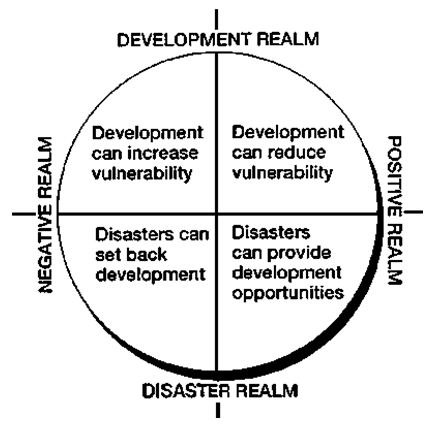 DEVELOPMENT REALM
NEGATIVE REALM
Development
can increase
vulnerability
Development
can reduce
vulnerability
POSITIVE REALM
Disasters can
set back
development
Disasters
can provide
development
opportunities
DISASTER REALM